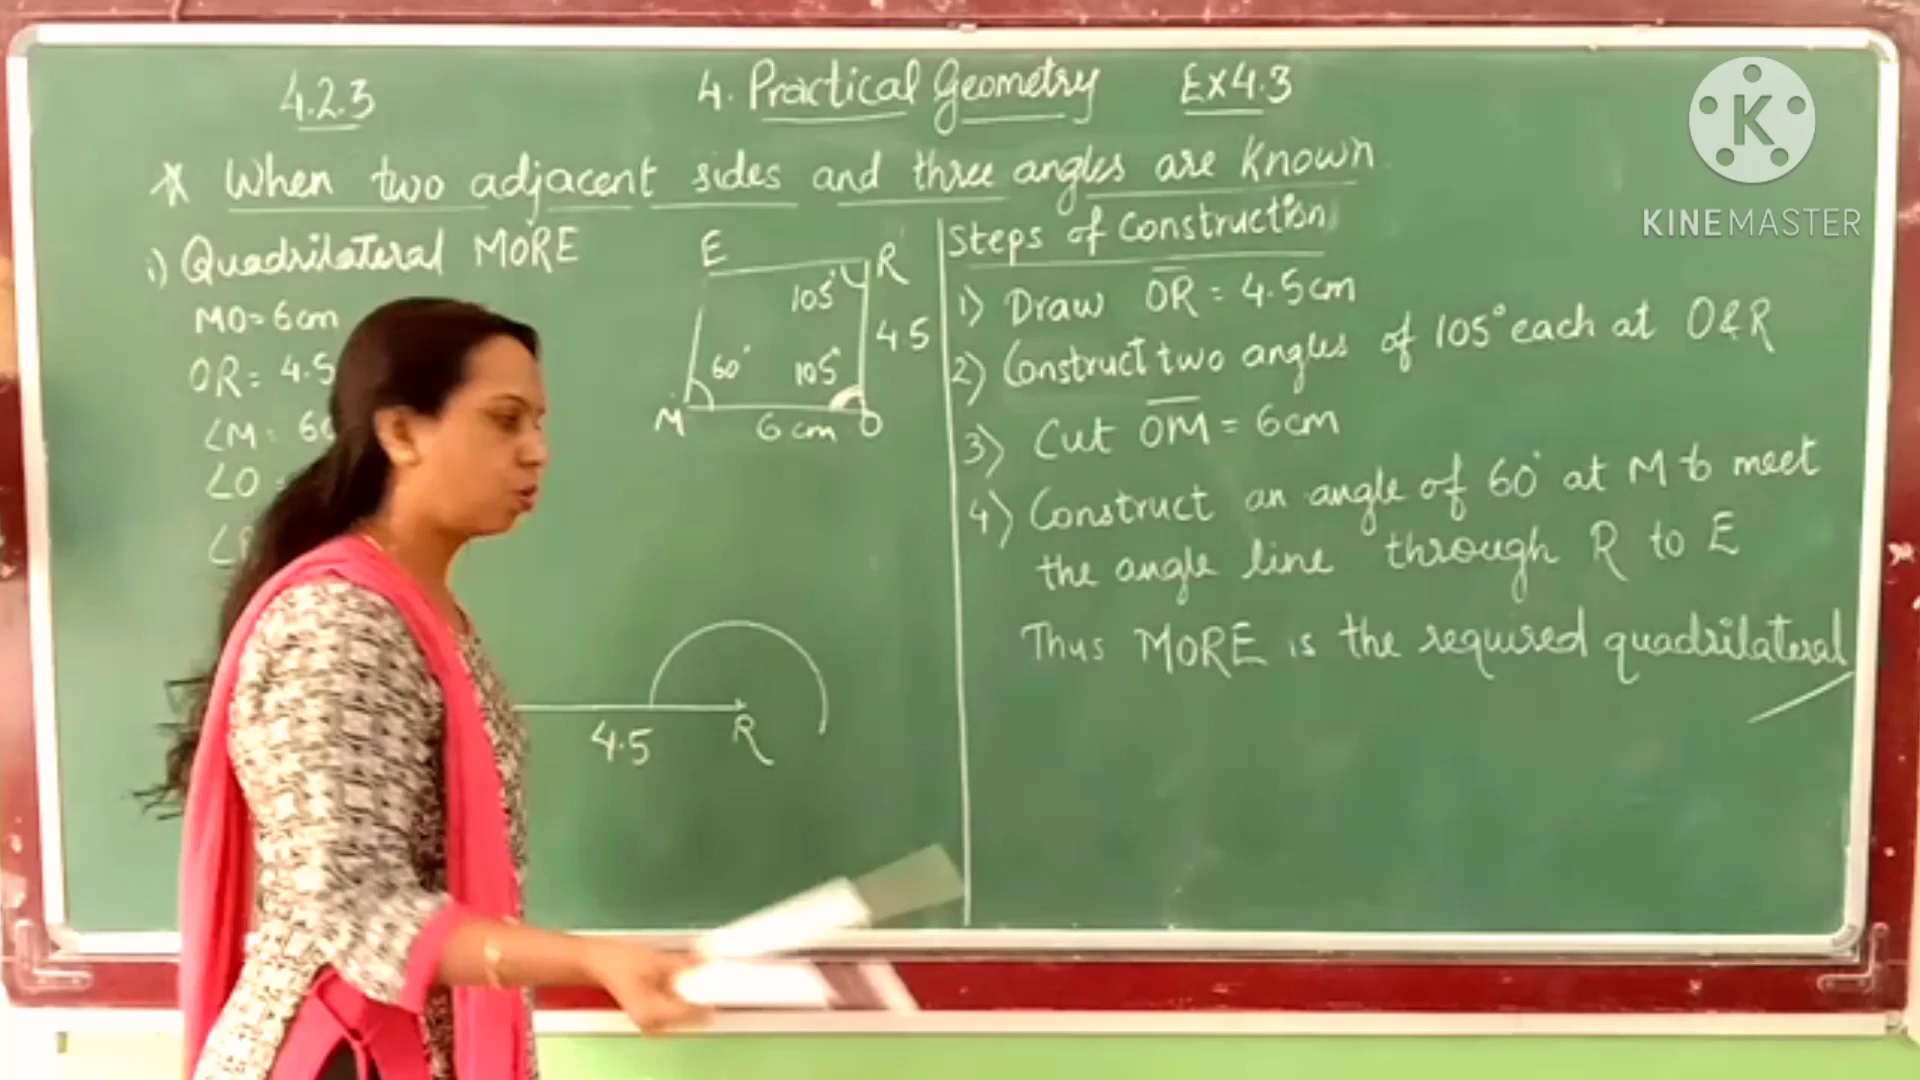 4.2.3 4. Practical Geometry Ex 4.3
* When two adjacent sides and three angles are known
i) Quadrilateral MORE
MO = 6cm
OR = 4.5
∠M = 60
∠O =
E R
105° 4.5
60° 105°
M 6 cm O
4.5 R
Steps of Construction
1) Draw OR = 4.5cm
2) Construct two angles of 105° each at O & R
3) Cut OM = 6cm
4) Construct an angle of 60° at M to meet
the angle line through R to E
Thus MORE is the required quadrilateral
K
KINEMASTER